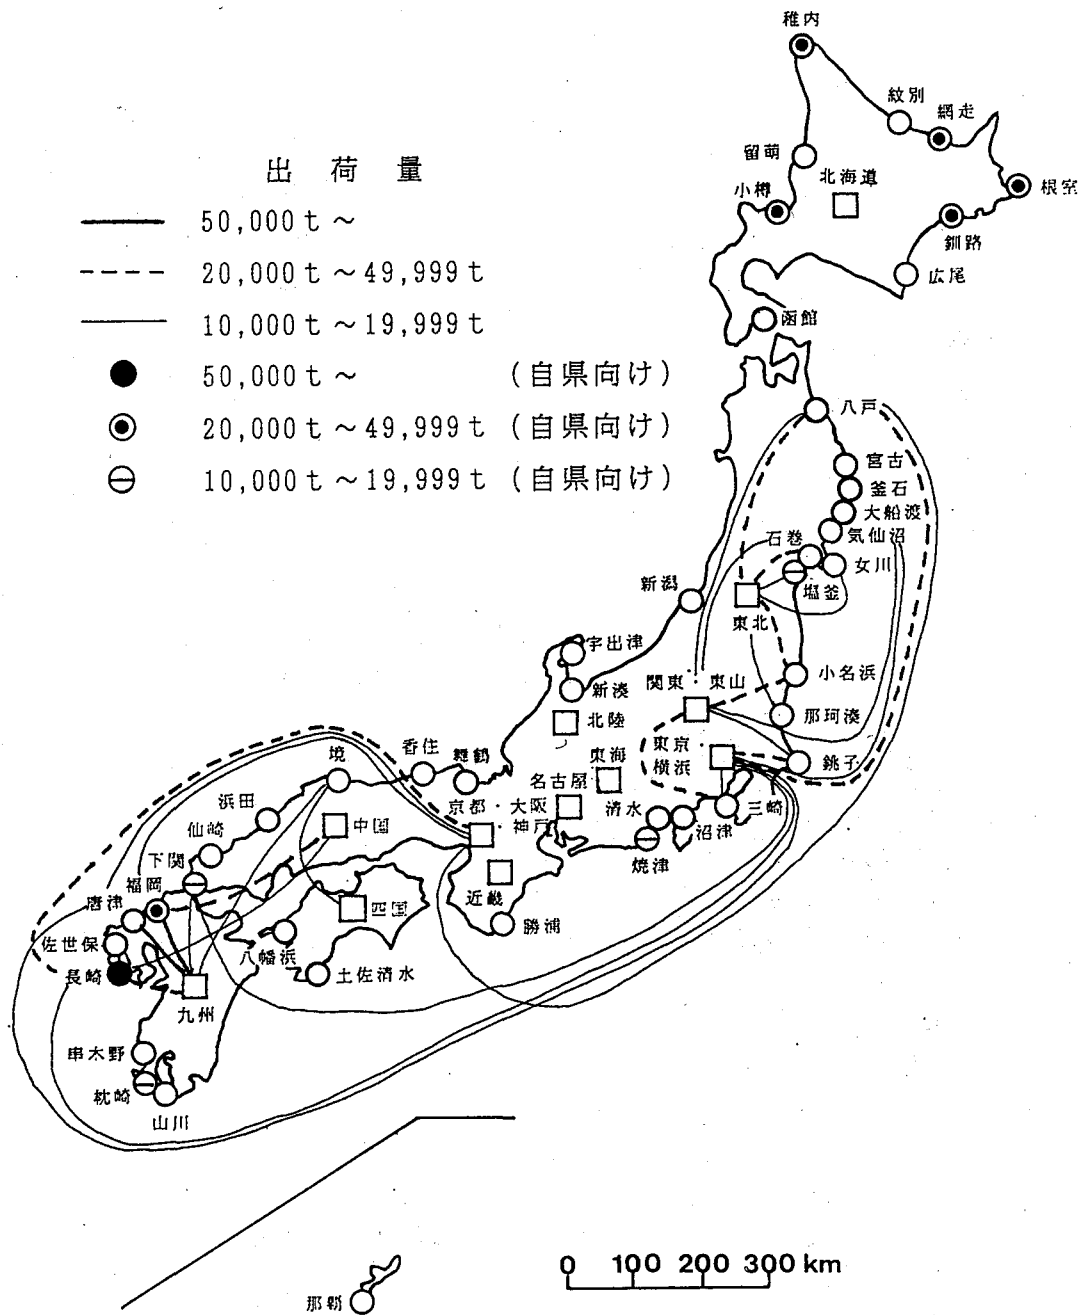 稚内
紋別
網走
留萌
北海道
小樽
根室
釧路
広尾
函館
出荷量
50,000t～
20,000t～49,999t
10,000t～19,999t
50,000t～ (自県向け)
20,000t～49,999t (自県向け)
10,000t～19,999t (自県向け)
八戸
宮古
釜石
大船渡
気仙沼
石巻
女川
塩釜
東北
新潟
宇出津
新湊
北陸
小名浜
関東・東山
那珂湊
東京・
横浜
銚子
三崎
東海
名古屋
清水
沼津
焼津
舞鶴
香住
境
京都・大阪
・神戸
近畿
勝浦
浜田
中国
仙崎
下関
福岡
唐津
佐世保
長崎
四国
八幡浜
土佐清水
九州
串木野
枕崎
山川
那覇
0 100 200 300 km